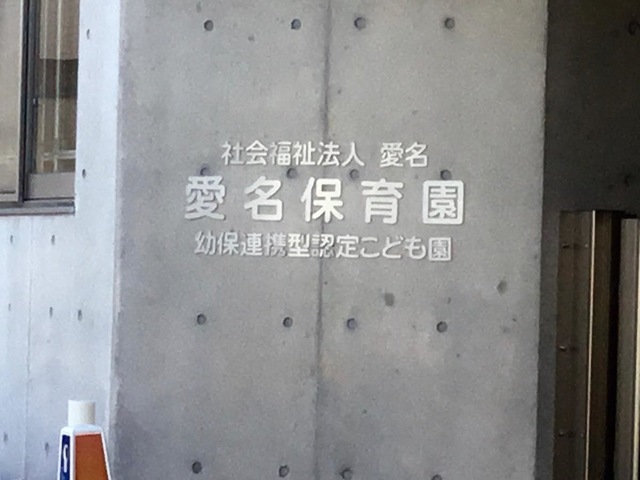 社会福祉法人 愛名
愛名保育園
幼保連携型認定こども園